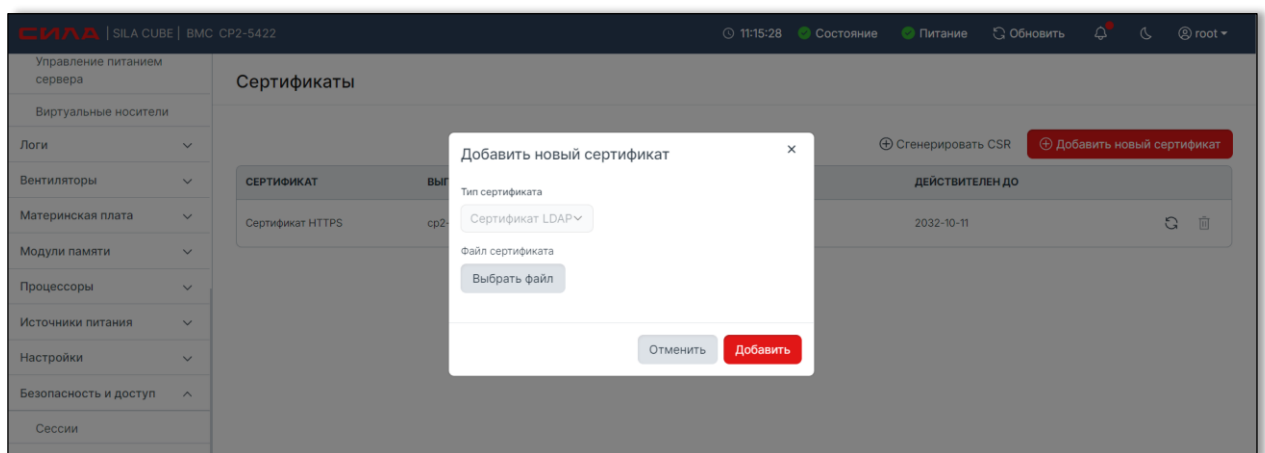 СИЛА | SILA CUBE | BMC CP2-5422 11:15:28 Состояние Питание Обновить root
Управление питанием
сервера
Сертификаты
Виртуальные носители
Логи
Сгенерировать CSR Добавить новый сертификат
Добавить новый сертификат
Вентиляторы
СЕРТИФИКАТ ДЕЙСТВИТЕЛЕН ДО
Тип сертификата
Материнская плата
Сертификат HTTPS cp2- Сертификат LDAP 2032-10-11
Модули памяти
Файл сертификата
Процессоры
Выбрать файл
Источники питания
Настройки
Отменить Добавить
Безопасность и доступ
Сессии